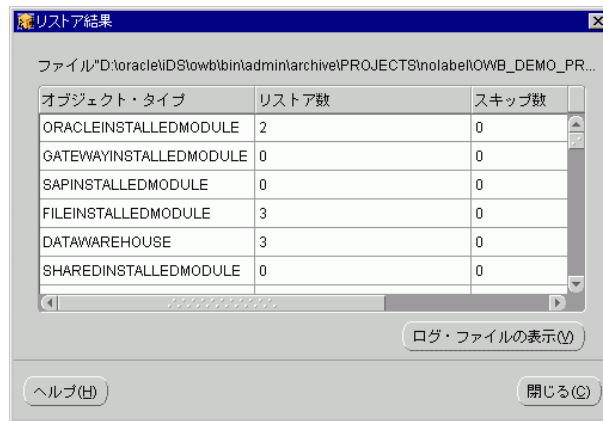 リストア結果
ファイル"D:\oracle\iDS\owb\bin\admin\archive\PROJECTS\nolabel\OWB_DEMO_PR...
オブジェクト・タイプ リストア数 スキップ数
ORACLEINSTALLEDMODULE 2 0
GATEWAYINSTALLEDMODULE 0 0
SAPINSTALLEDMODULE 0 0
FILEINSTALLEDMODULE 3 0
DATAWAREHOUSE 3 0
SHAREDINSTALLEDMODULE 0 0
ログ・ファイルの表示(V)
ヘルプ(H) 閉じる(C)